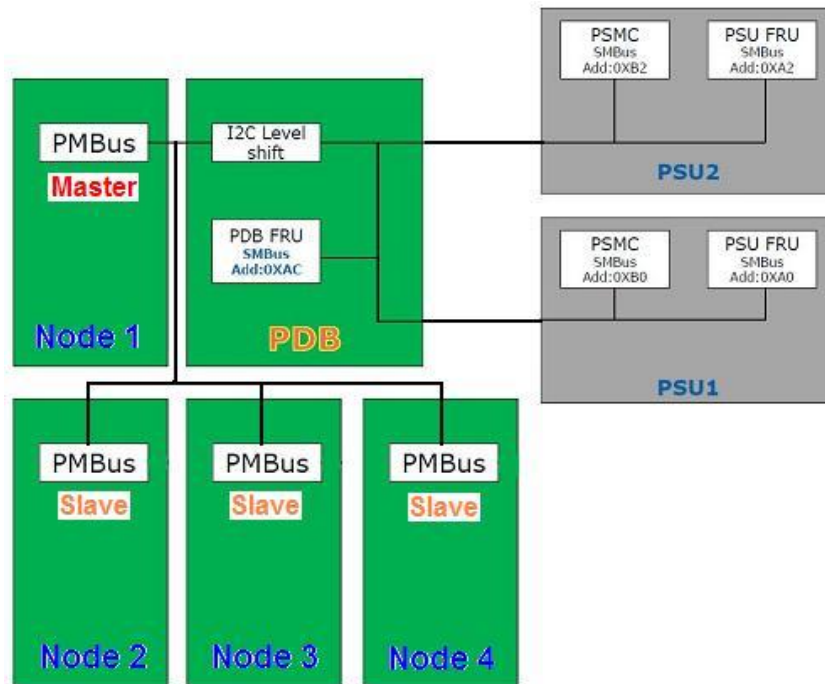 PSMC
SMBus
Add:0XB2
PSU FRU
SMBus
Add:0XA2
PSU2
PMBus
Master
Node 1
I2C Level
shift
PDB FRU
SMBus
Add:0XAC
PDB
PSMC
SMBus
Add:0XB0
PSU FRU
SMBus
Add:0XA0
PSU1
PMBus
Slave
Node 2
PMBus
Slave
Node 3
PMBus
Slave
Node 4